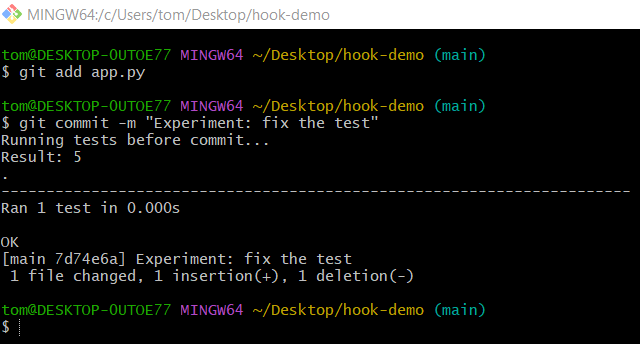 MINGW64:/c/Users/tom/Desktop/hook-demo
tom@DESKTOP-OUTOE77 MINGW64 ~/Desktop/hook-demo (main)
$ git add app.py
tom@DESKTOP-OUTOE77 MINGW64 ~/Desktop/hook-demo (main)
$ git commit -m "Experiment: fix the test"
Running tests before commit...
Result: 5
.
----------------------------------------------------------------------
Ran 1 test in 0.000s
OK
[main 7d74e6a] Experiment: fix the test
 1 file changed, 1 insertion(+), 1 deletion(-)
tom@DESKTOP-OUTOE77 MINGW64 ~/Desktop/hook-demo (main)
$